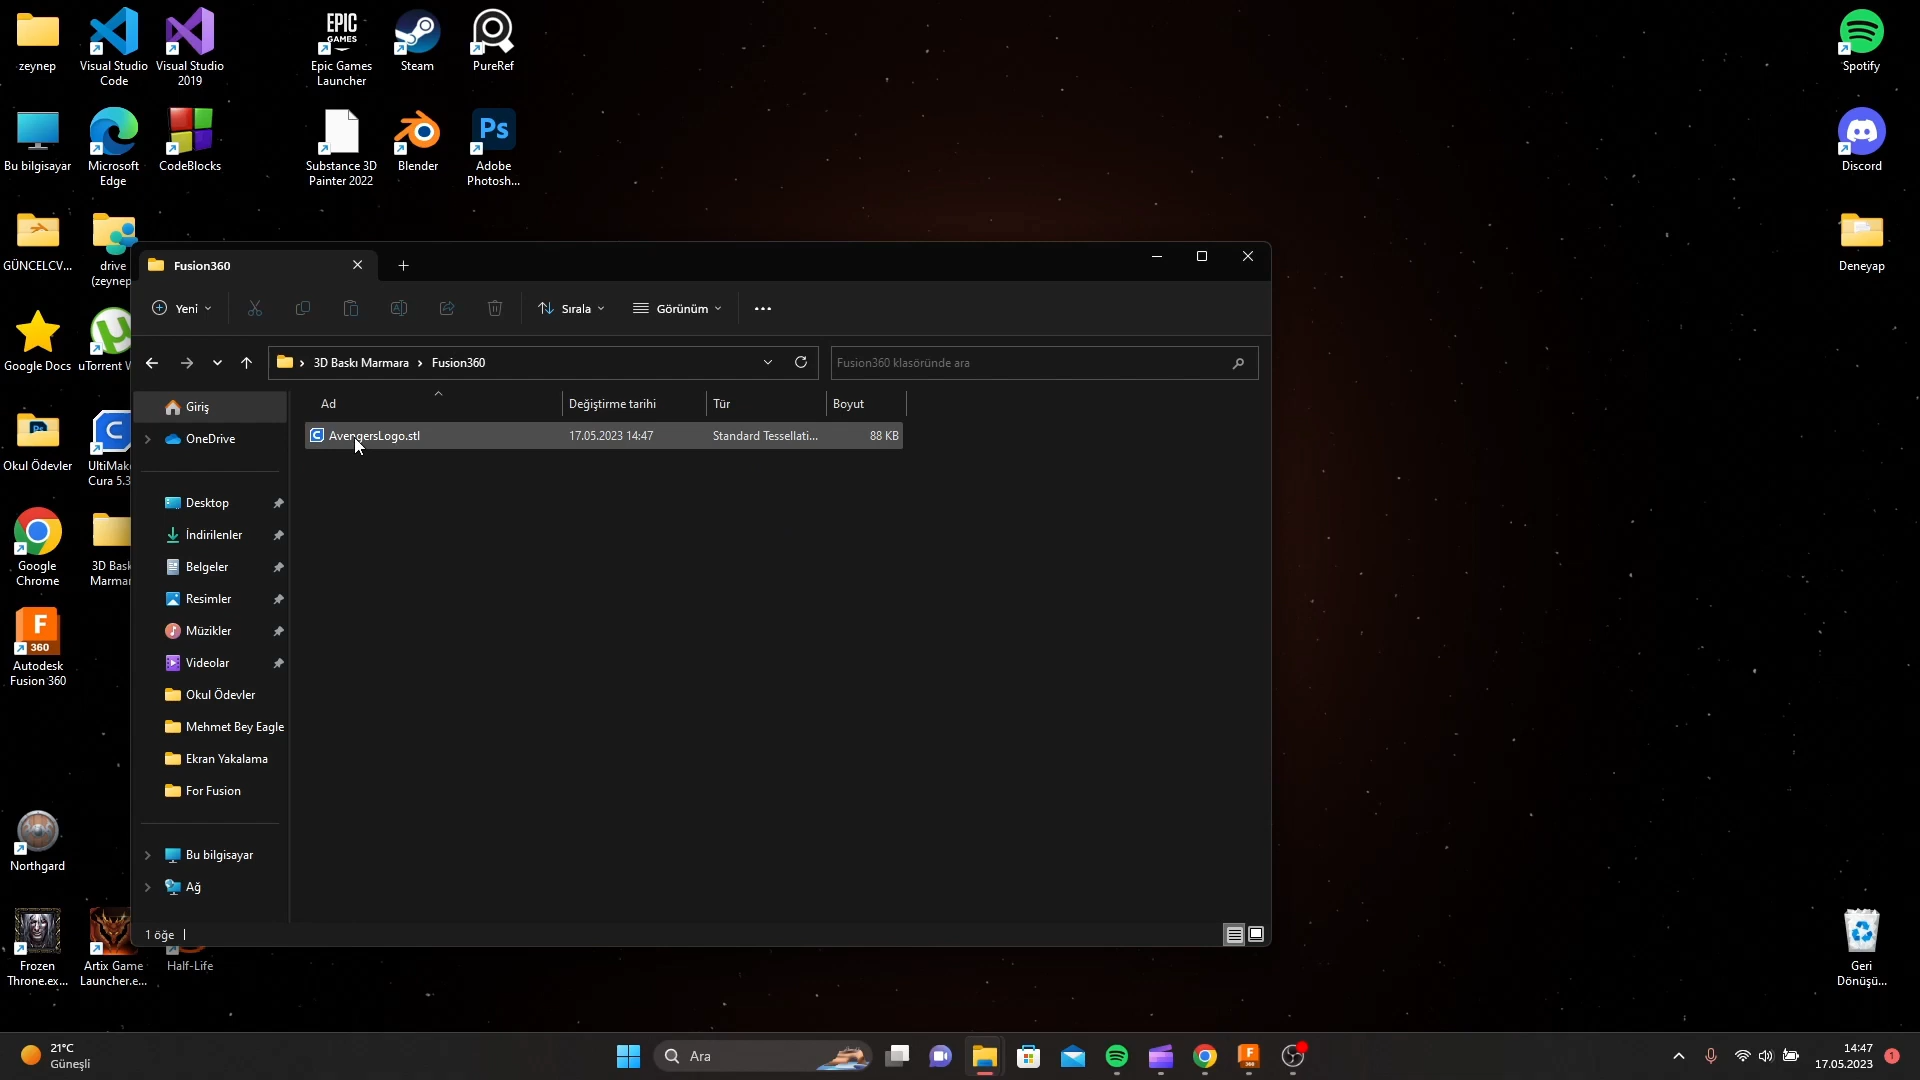 zeynep
Visual Studio
Code
Visual Studio
2019
EPIC
GAMES
Epic Games
Launcher
Steam
PureRef
Spotify
Bu bilgisayar
Microsoft
Edge
CodeBlocks
Substance 3D
Painter 2022
Blender
Ps
Adobe
Photosh...
Discord
GÜNCELCV...
drive
(zeynep
Deneyap
Google Docs
uTorrent W
Okul Ödevler
UltiMak
Cura 5.3
Google
Chrome
3D Bask
Marmar
F
360
Autodesk
Fusion 360
Northgard
Frozen
Throne.ex...
Artix Game
Launcher.e...
Half-Life
Geri
Dönüşü...
Fusion360
Yeni
Sırala
Görünüm
3D Baskı Marmara
Fusion360
Fusion360 klasöründe ara
Ad
Değiştirme tarihi
Tür
Boyut
AvengersLogo.stl
17.05.2023 14:47
Standard Tessellati...
88 KB
Giriş
OneDrive
Desktop
İndirilenler
Belgeler
Resimler
Müzikler
Videolar
Okul Ödevler
Mehmet Bey Eagle
Ekran Yakalama
For Fusion
Bu bilgisayar
Ağ
1 öğe
21°C
Güneşli
Ara
14:47
17.05.2023
1